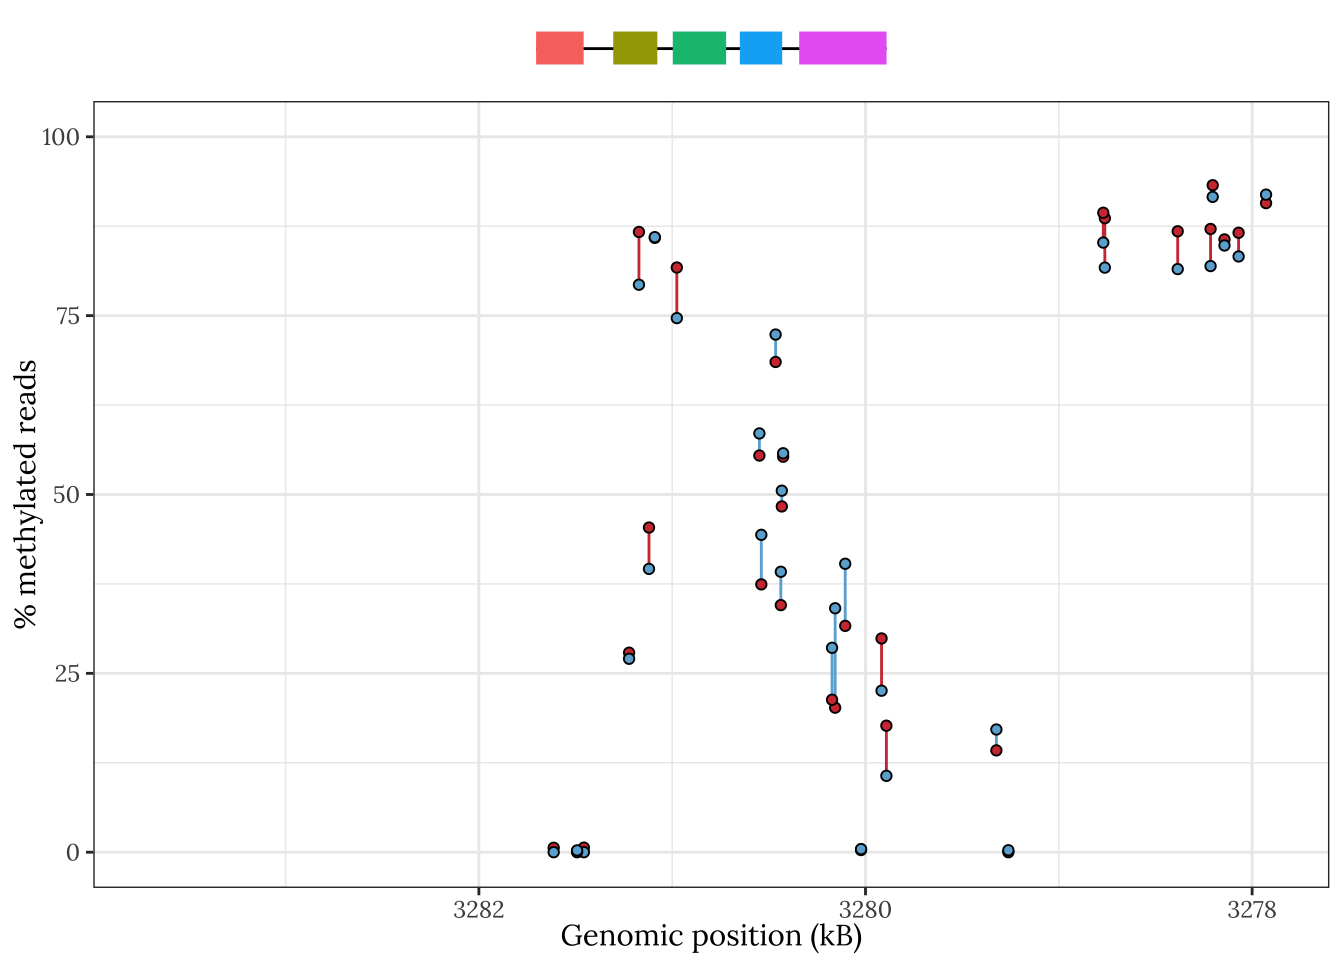 100
75
50
25
0
% methylated reads
3282 3280 3278
Genomic position (kB)